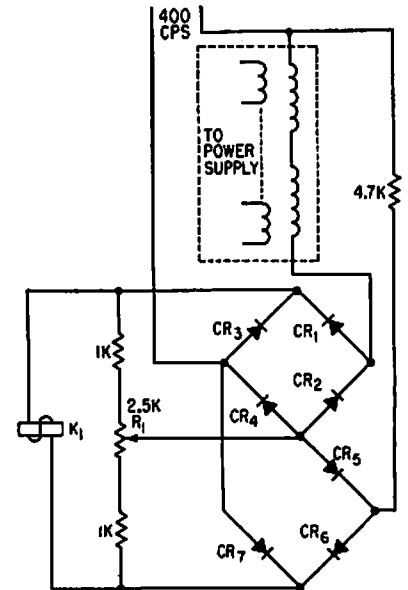 400
CPS
TO
POWER
SUPPLY
4.7K
CR3
CR1
1K
2.5K
R1
CR4
CR2
K1
CR5
1K
CR7
CR6